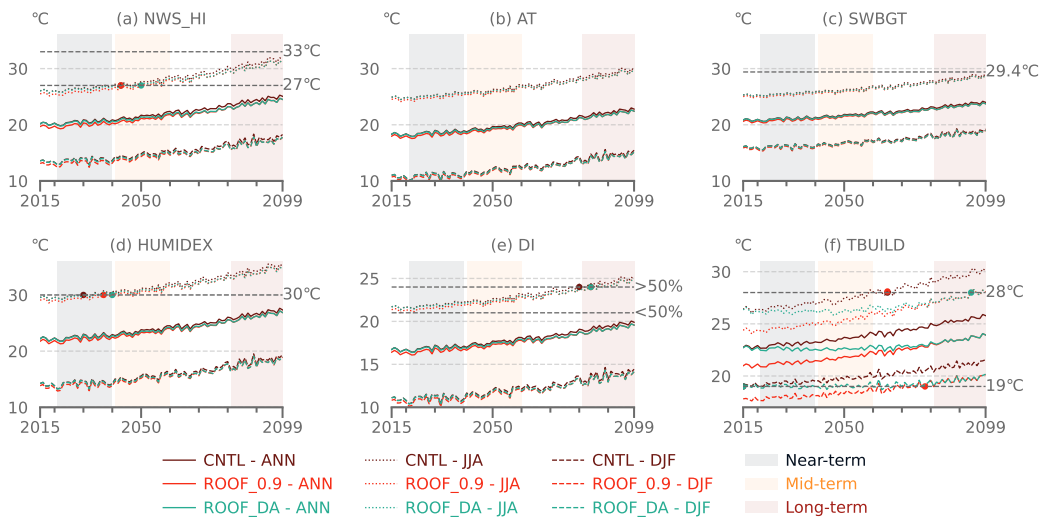 ℃ (a) NWS_HI ℃ (b) AT ℃ (c) SWBGT
33℃
30 30 30 29.4℃
27℃
20 20 20
10 10 10
2015 2050 2099 2015 2050 2099 2015 2050 2099
℃ (d) HUMIDEX ℃ (e) DI ℃ (f) TBUILD
30 30℃ 25 >50% 30 28℃
20 20 <50% 25
15 20 19℃
10 10
2015 2050 2099 2015 2050 2099 2015 2050 2099
CNTL - ANN CNTL - JJA CNTL - DJF Near-term
ROOF_0.9 - ANN ROOF_0.9 - JJA ROOF_0.9 - DJF Mid-term
ROOF_DA - ANN ROOF_DA - JJA ROOF_DA - DJF Long-term